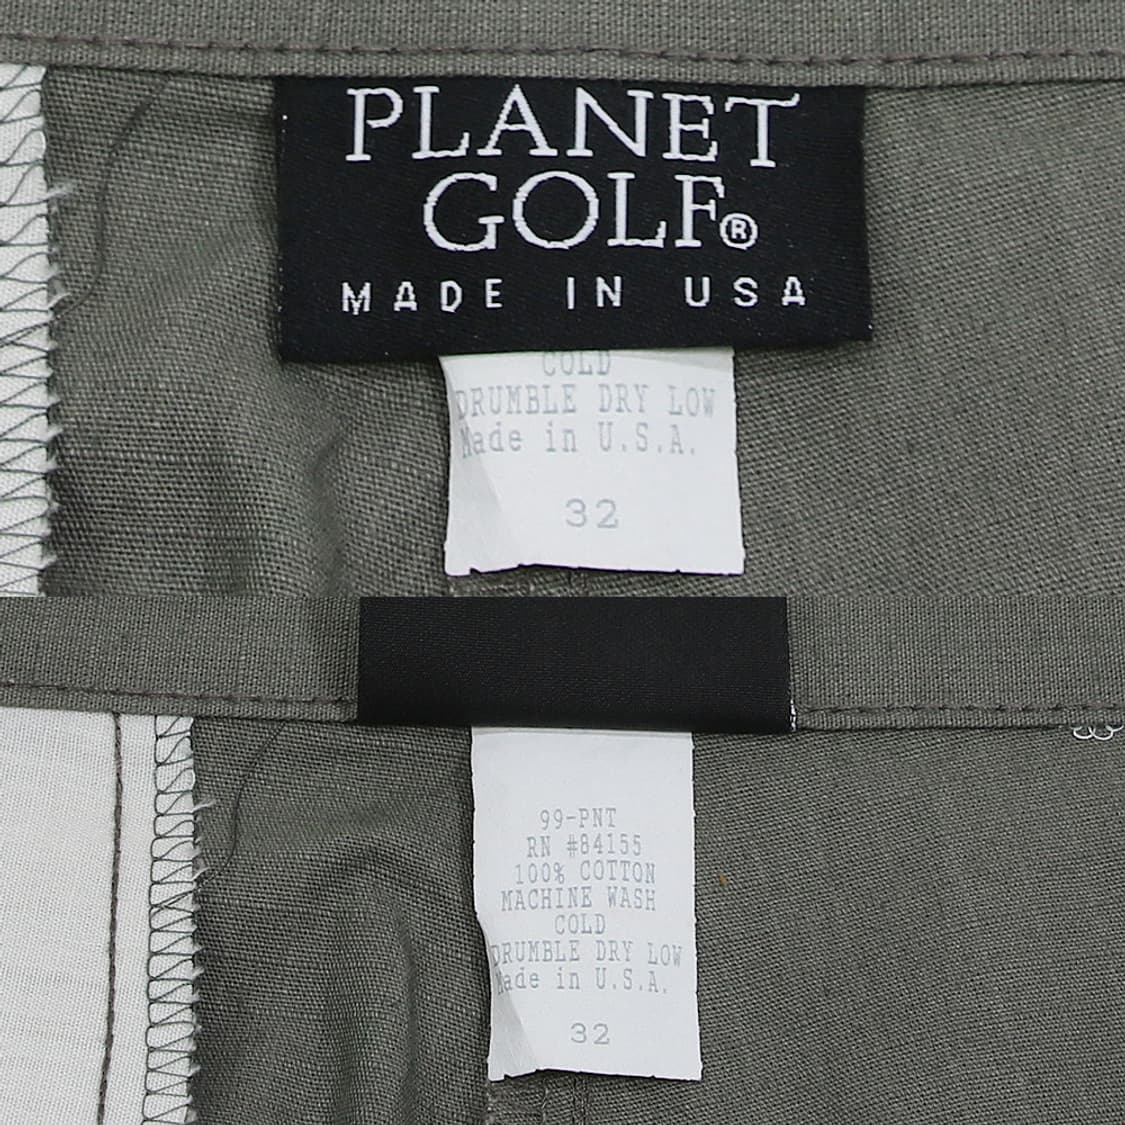 PLANET
GOLF®
MADE IN USA
COLD
DRUMBLE DRY LOW
Made in U.S.A.
32
99-PNT
RN #84155
100% COTTON
MACHINE WASH
COLD
DRUMBLE DRY LOW
Made in U.S.A.
32